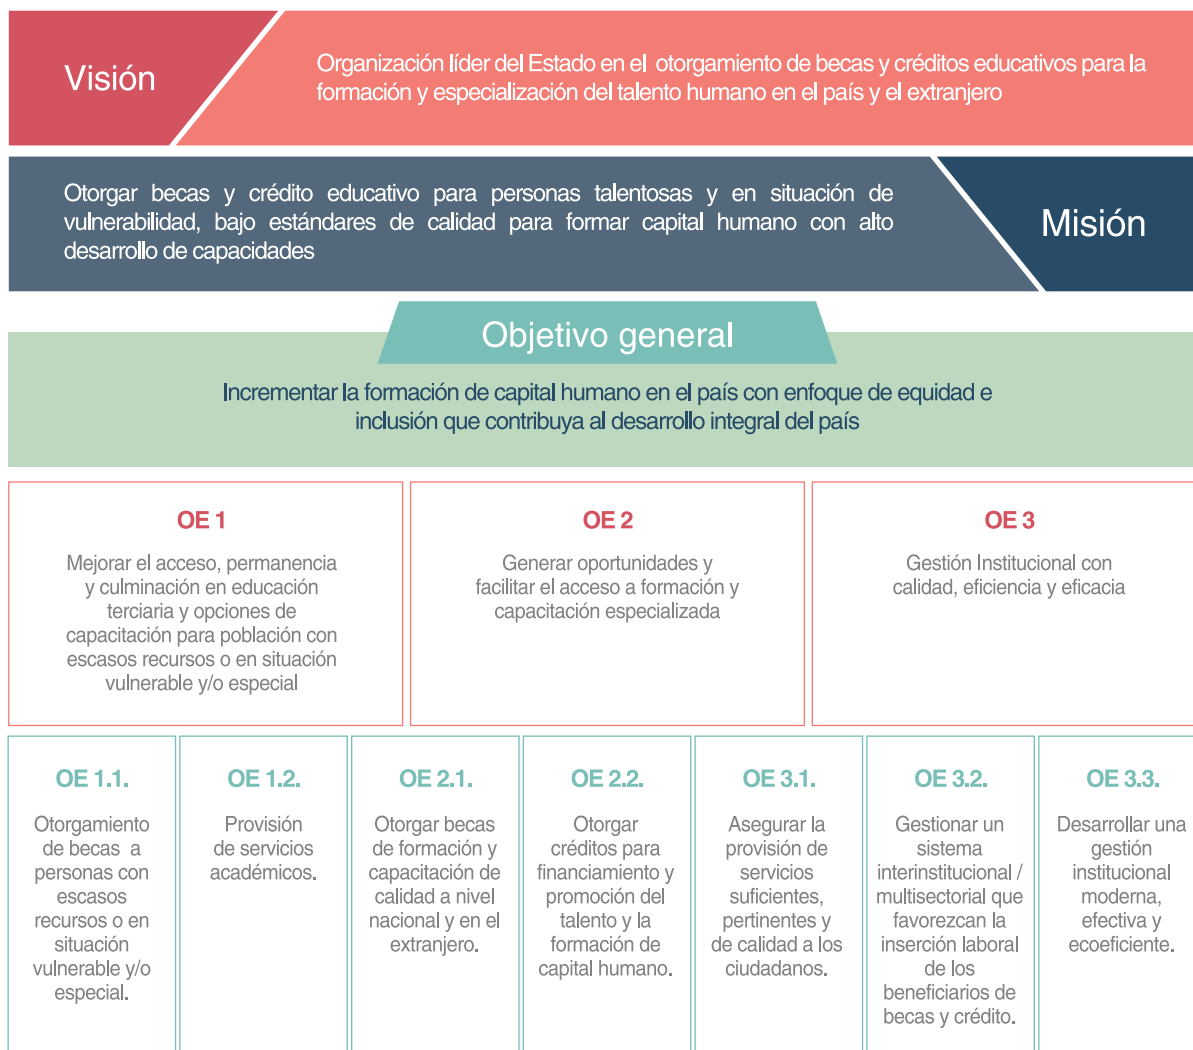 Visión
Organización líder del Estado en el otorgamiento de becas y créditos educativos para la
formación y especialización del talento humano en el país y el extranjero
Otorgar becas y crédito educativo para personas talentosas y en situación de
vulnerabilidad, bajo estándares de calidad para formar capital humano con alto
desarrollo de capacidades
Misión
Objetivo general
Incrementar la formación de capital humano en el país con enfoque de equidad e
inclusión que contribuya al desarrollo integral del país
OE 1
Mejorar el acceso, permanencia
y culminación en educación
terciaria y opciones de
capacitación para población con
escasos recursos o en situación
vulnerable y/o especial
OE 2
Generar oportunidades y
facilitar el acceso a formación y
capacitación especializada
OE 3
Gestión Institucional con
calidad, eficiencia y eficacia
OE 1.1.
Otorgamiento
de becas a
personas con
escasos
recursos o en
situación
vulnerable y/o
especial.
OE 1.2.
Provisión
de servicios
académicos.
OE 2.1.
Otorgar becas
de formación y
capacitación de
calidad a nivel
nacional y en el
extranjero.
OE 2.2.
Otorgar
créditos para
financiamiento y
promoción del
talento y la
formación de
capital humano.
OE 3.1.
Asegurar la
provisión de
servicios
suficientes,
pertinentes y
de calidad a los
ciudadanos.
OE 3.2.
Gestionar un
sistema
interinstitucional /
multisectorial que
favorezcan la
inserción laboral
de los
beneficiarios de
becas y crédito.
OE 3.3.
Desarrollar una
gestión
institucional
moderna,
efectiva y
ecoeficiente.